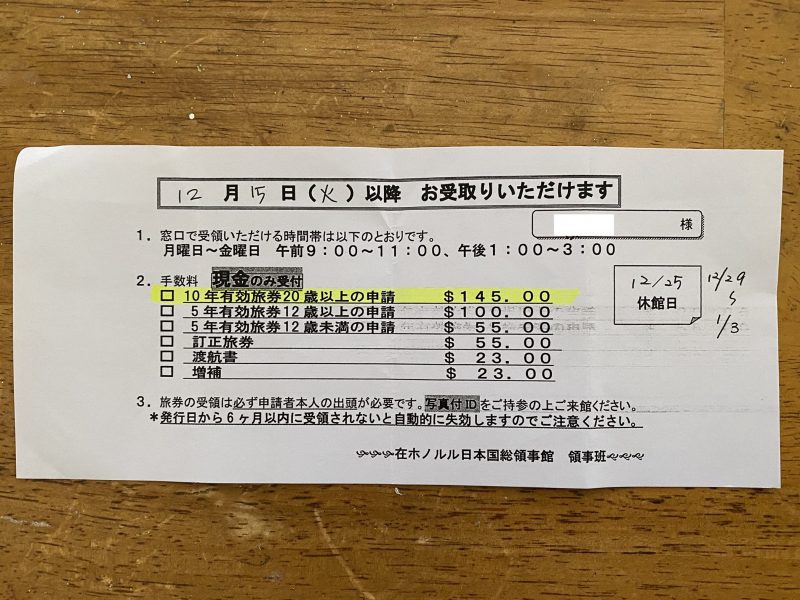 12月15日(火)以降 お受取りいただけます
様
1.窓口で受領いただける時間帯は以下のとおりです。
月曜日~金曜日 午前9:00~11:00、午後1:00~3:00
2.手数料 現金のみ受付
□ 10年有効旅券20歳以上の申請 $145.00
□ 5年有効旅券12歳以上の申請 $100.00
□ 5年有効旅券12歳未満の申請 $55.00
□ 訂正旅券 $55.00
□ 渡航書 $23.00
□ 増補 $23.00
12/25
休館日
12/29
~
1/3
3.旅券の受領は必ず申請者本人の出頭が必要です。写真付IDをご持参の上ご来館ください。
*発行日から6ヶ月以内に受領されないと自動的に失効しますのでご注意ください。
~~~在ホノルル日本国総領事館 領事班~~~